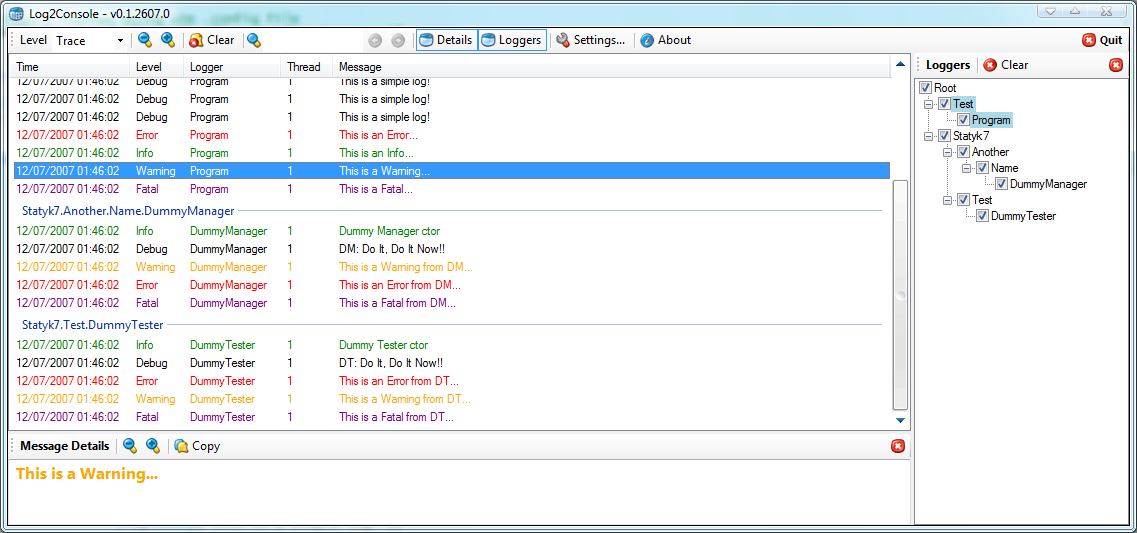 Log2Console - v0.1.2607.0
Level Trace Clear Details Loggers Settings... About Quit
Time Level Logger Thread Message
12/07/2007 01:46:02 Debug Program 1 This is a simple log!
12/07/2007 01:46:02 Debug Program 1 This is a simple log!
12/07/2007 01:46:02 Debug Program 1 This is a simple log!
12/07/2007 01:46:02 Error Program 1 This is an Error...
12/07/2007 01:46:02 Info Program 1 This is an Info...
12/07/2007 01:46:02 Warning Program 1 This is a Warning...
12/07/2007 01:46:02 Fatal Program 1 This is a Fatal...
Statyk7.Another.Name.DummyManager
12/07/2007 01:46:02 Info DummyManager 1 Dummy Manager ctor
12/07/2007 01:46:02 Debug DummyManager 1 DM: Do It, Do It Now!!
12/07/2007 01:46:02 Warning DummyManager 1 This is a Warning from DM...
12/07/2007 01:46:02 Error DummyManager 1 This is an Error from DM...
12/07/2007 01:46:02 Fatal DummyManager 1 This is a Fatal from DM...
Statyk7.Test.DummyTester
12/07/2007 01:46:02 Info DummyTester 1 Dummy Tester ctor
12/07/2007 01:46:02 Debug DummyTester 1 DT: Do It, Do It Now!!
12/07/2007 01:46:02 Error DummyTester 1 This is an Error from DT...
12/07/2007 01:46:02 Warning DummyTester 1 This is a Warning from DT...
12/07/2007 01:46:02 Fatal DummyTester 1 This is a Fatal from DT...
Message Details Copy
This is a Warning...
Loggers Clear
Root
Test
Program
Statyk7
Another
Name
DummyManager
Test
DummyTester